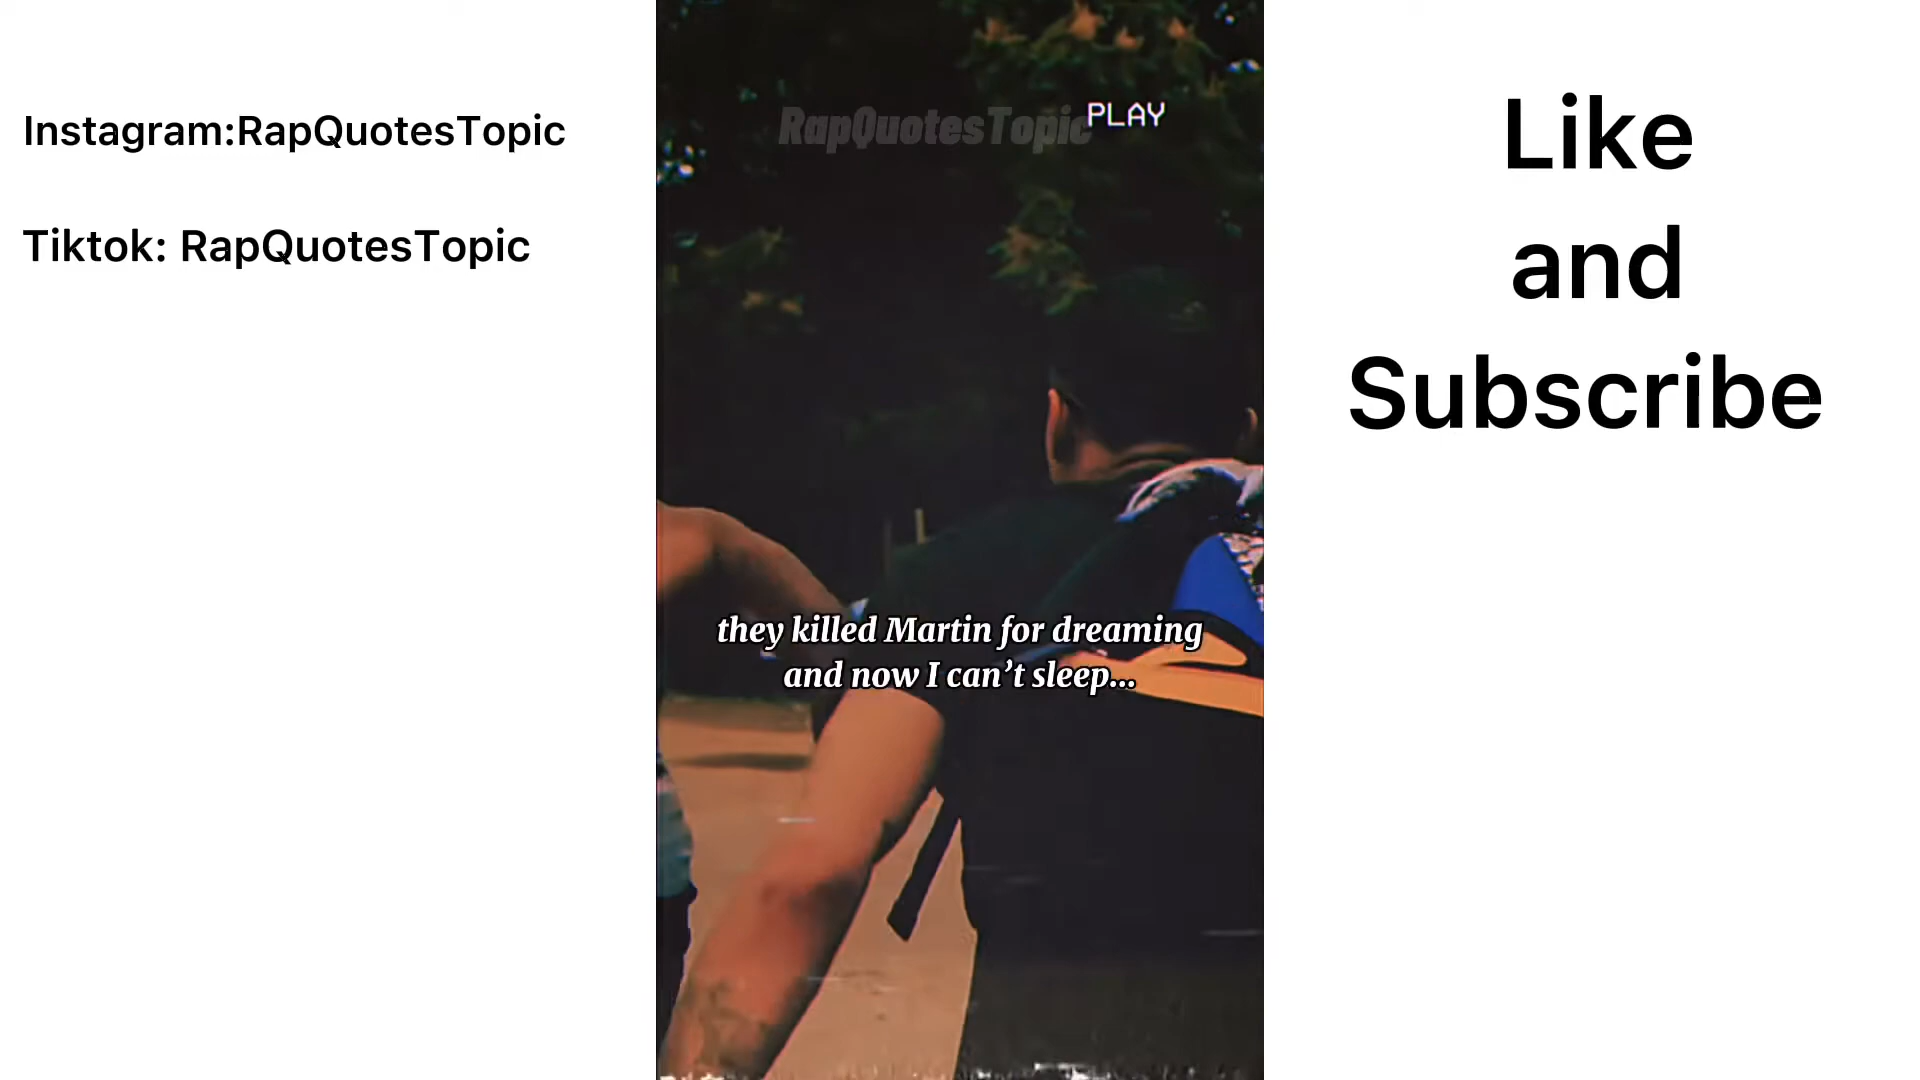 Instagram:RapQuotesTopic
Tiktok: RapQuotesTopic
RapQuotesTopic
PLAY
they killed Martin for dreaming
and now I can’t sleep...
Like
and
Subscribe